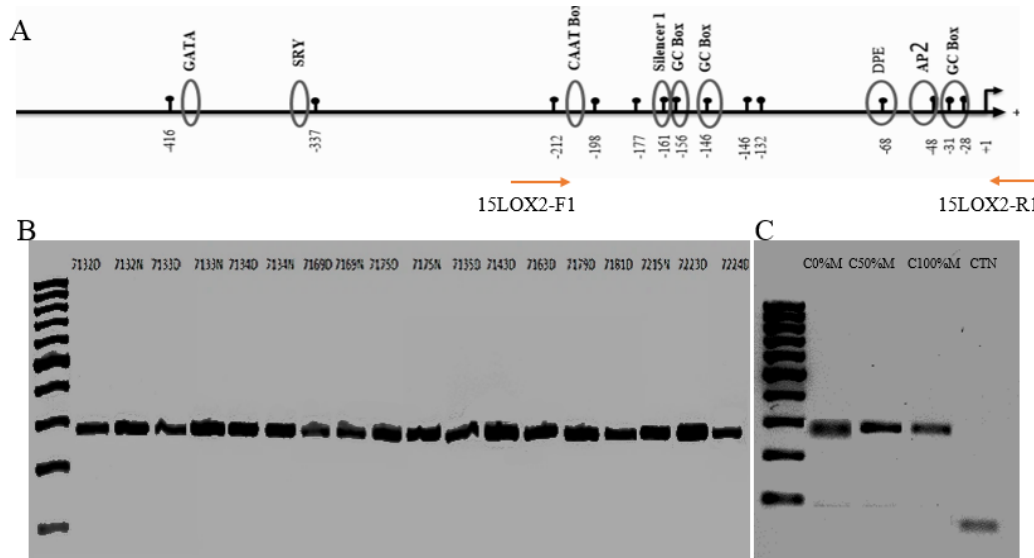 A
GATA
SRY
CAAT Box
Silencer 1
GC Box
GC Box
DPE
AP2
GC Box
-416
-337
-212
-198
-177
-161
-156
-146
-146
-132
-68
-48
-31
-28
+1
+
15LOX2-F1
15LOX2-R1
B
7132D 7132N 7133D 7133N 7134D 7134N 7169D 7169N 7175D 7175N 7135D 7143D 7163D 7179D 7181D 7215N 7223D 7224D
C
C0%M C50%M C100%M CTN